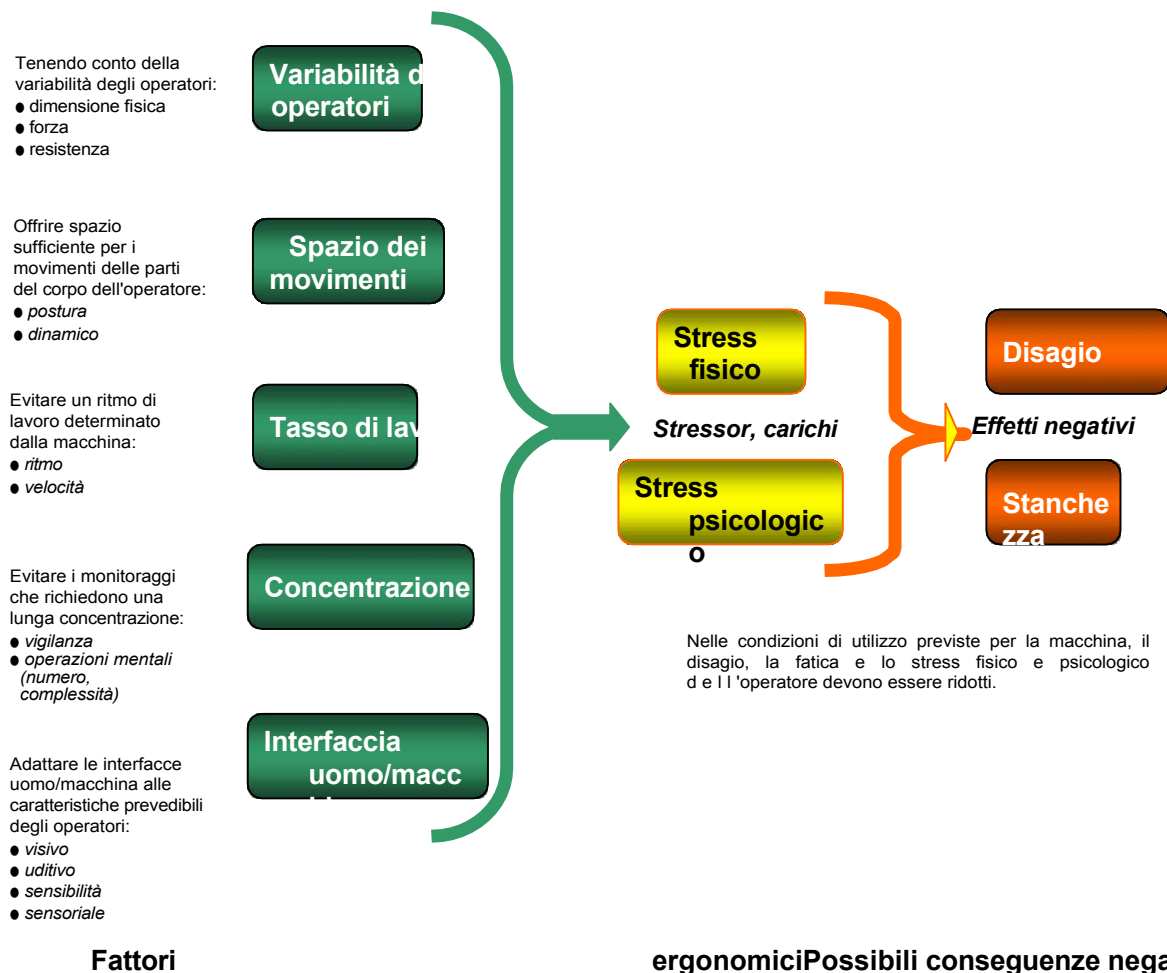 Tenendo conto della
variabilità degli operatori:
● dimensione fisica
● forza
● resistenza
Variabilità d
operatori
Offrire spazio
sufficiente per i
movimenti delle parti
del corpo dell'operatore:
● postura
● dinamico
Spazio dei
movimenti
Evitare un ritmo di
lavoro determinato
dalla macchina:
● ritmo
● velocità
Tasso di lav
Evitare i monitoraggi
che richiedono una
lunga concentrazione:
● vigilanza
● operazioni mentali
(numero,
complessità)
Concentrazione
Adattare le interfacce
uomo/macchina alle
caratteristiche prevedibili
degli operatori:
● visivo
● uditivo
● sensibilità
● sensoriale
Interfaccia
uomo/macc
Stress
fisico
Stressor, carichi
Stress
psicologic
o
Disagio
Effetti negativi
Stanche
zza
Nelle condizioni di utilizzo previste per la macchina, il
disagio, la fatica e lo stress fisico e psicologico
d e l l 'operatore devono essere ridotti.
Fattori
ergonomiciPossibili conseguenze nega